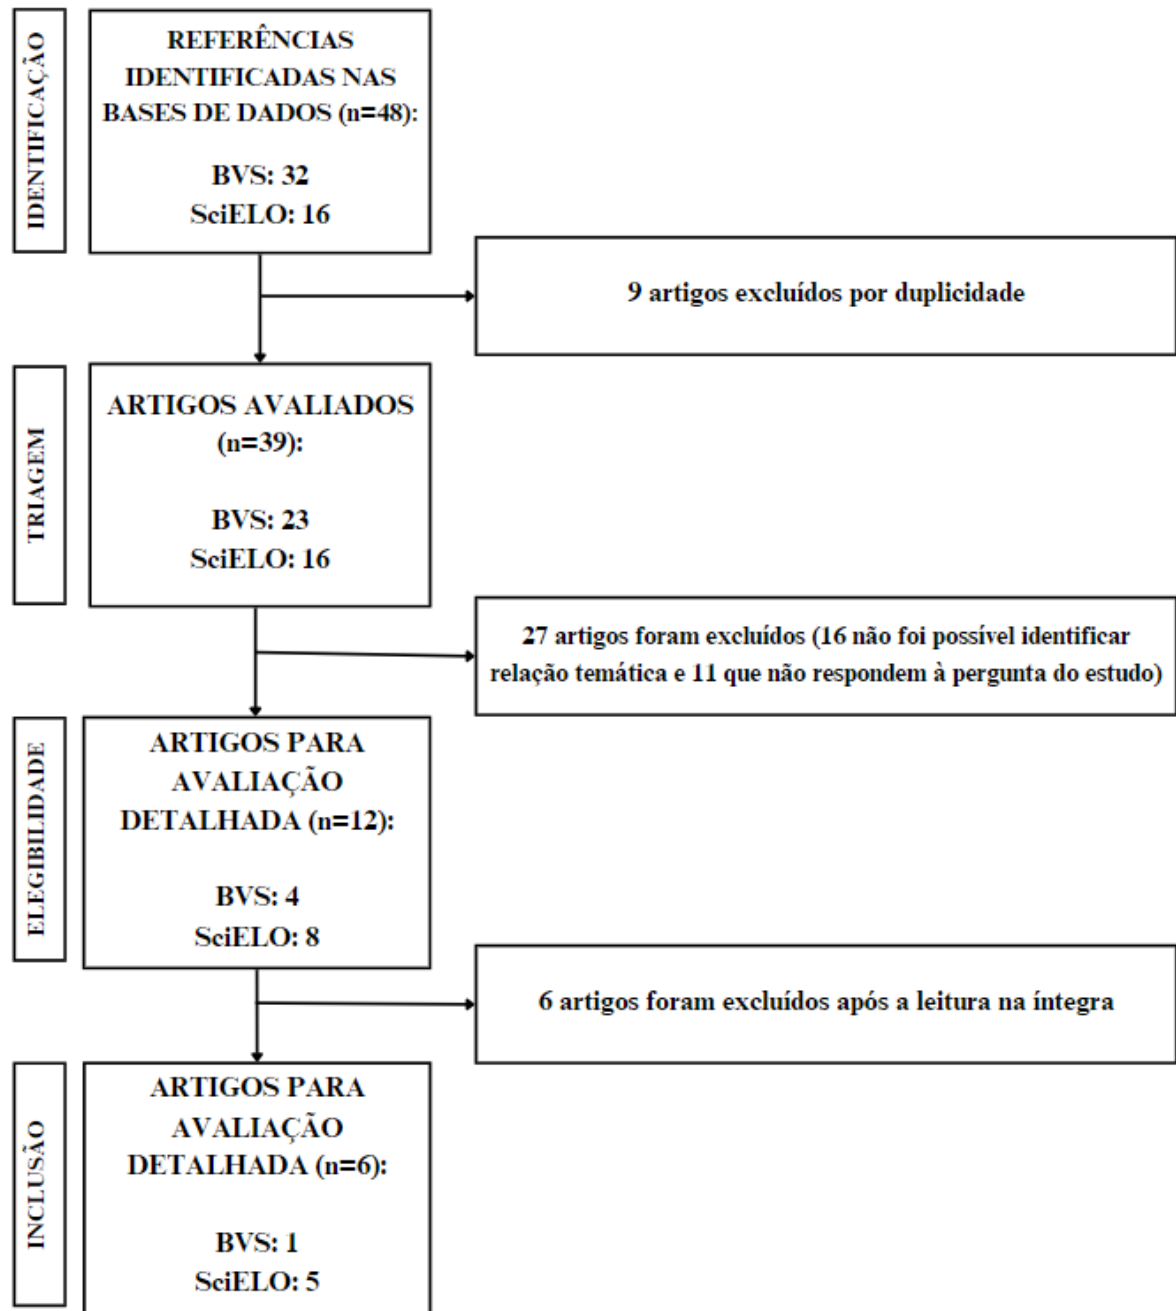 IDENTIFICAÇÃO
REFERÊNCIAS
IDENTIFICADAS NAS
BASES DE DADOS (n=48):
BVS: 32
SciELO: 16
9 artigos excluídos por duplicidade
TRIAGEM
ARTIGOS AVALIADOS
(n=39):
BVS: 23
SciELO: 16
27 artigos foram excluídos (16 não foi possível identificar
relação temática e 11 que não respondem à pergunta do estudo)
ELEGIBILIDADE
ARTIGOS PARA
AVALIAÇÃO
DETALHADA (n=12):
BVS: 4
SciELO: 8
6 artigos foram excluídos após a leitura na íntegra
INCLUSÃO
ARTIGOS PARA
AVALIAÇÃO
DETALHADA (n=6):
BVS: 1
SciELO: 5